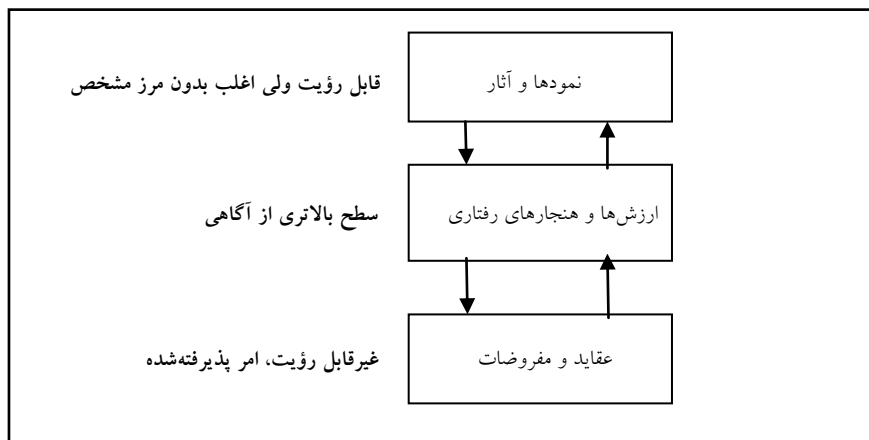 نمودها و آثار
قابل رؤیت ولی اغلب بدون مرز مشخص
ارزش‌ها و هنجارهای رفتاری
سطح بالاتری از آگاهی
عقاید و مفروضات
غیرقابل رؤیت، امر پذیرفته‌شده